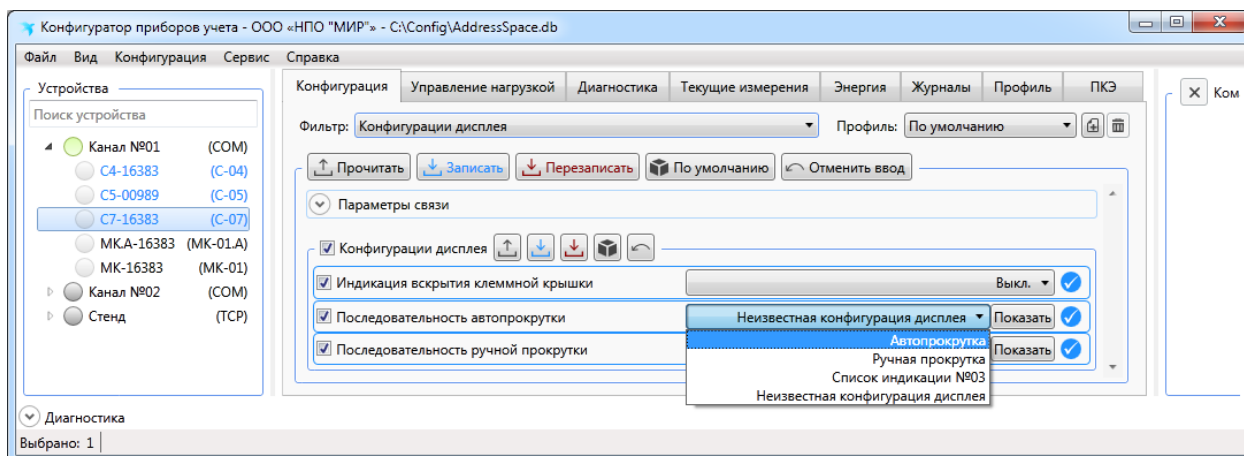 Конфигуратор приборов учета - ООО «НПО "МИР"» - C:\Config\AddressSpace.db
Файл Вид Конфигурация Сервис Справка
Устройства
Поиск устройства
Канал №01 (COM)
C4-16383 (C-04)
C5-00989 (C-05)
C7-16383 (C-07)
МК.А-16383 (МК-01.А)
МК-16383 (МК-01)
Канал №02 (COM)
Стенд (TCP)
Конфигурация Управление нагрузкой Диагностика Текущие измерения Энергия Журналы Профиль ПКЭ
Фильтр: Конфигурации дисплея Профиль: По умолчанию
Прочитать Записать Перезаписать По умолчанию Отменить ввод
Параметры связи
Конфигурации дисплея
Индикация вскрытия клеммной крышки Выкл.
Последовательность автопрокрутки Неизвестная конфигурация дисплея Показать
Автопрокрутка
Последовательность ручной прокрутки Показать
Ручная прокрутка
Список индикации №03
Неизвестная конфигурация дисплея
Ком
Диагностика
Выбрано: 1